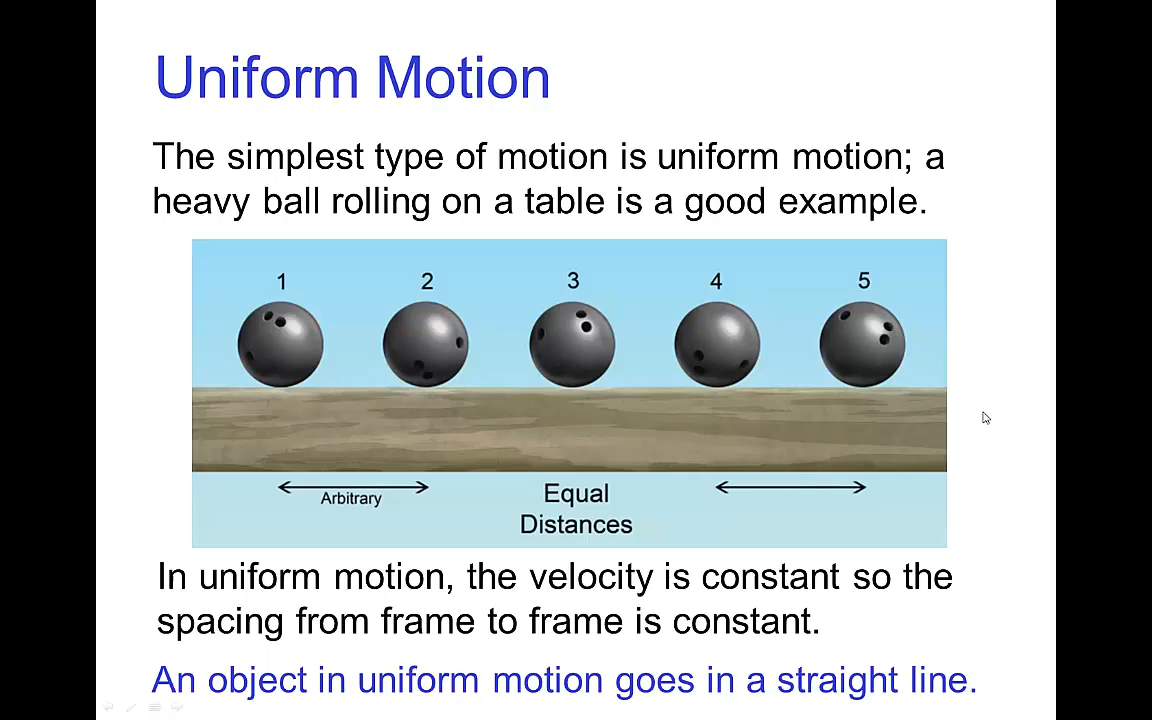 Uniform Motion
The simplest type of motion is uniform motion; a
heavy ball rolling on a table is a good example.
1 2 3 4 5
Arbitrary
Equal
Distances
In uniform motion, the velocity is constant so the
spacing from frame to frame is constant.
An object in uniform motion goes in a straight line.